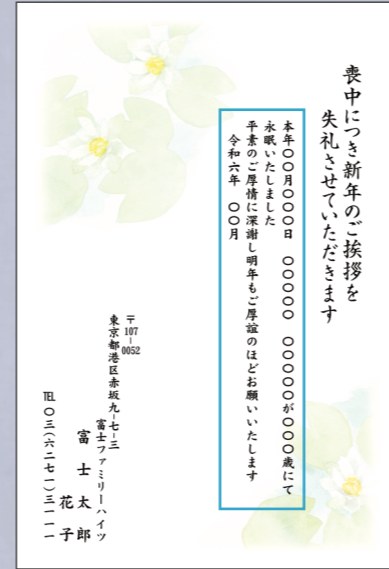 喪中につき新年のご挨拶を
失礼させていただきます
本年〇〇月〇〇〇日　〇〇〇〇〇　〇〇〇〇〇が〇〇〇歳にて
永眠いたしました
平素のご厚情に深謝し明年もご厚誼のほどお願いいたします
令和六年　〇〇月
〒107-0052
東京都港区赤坂九-七-三
富士ファミリーハイツ
富士太郎
花子
TEL 〇三(六二七一)三一一一